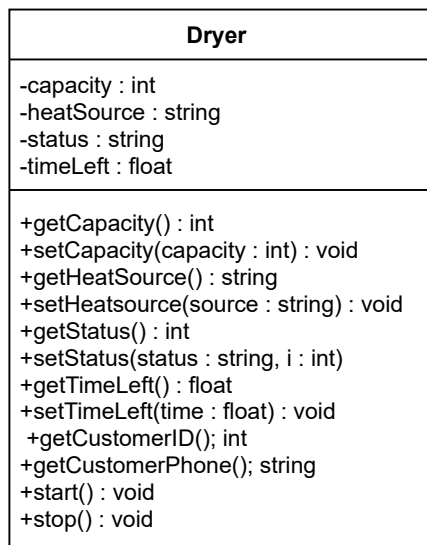 Dryer
-capacity : int
-heatSource : string
-status : string
-timeLeft : float
+getCapacity() : int
+setCapacity(capacity : int) : void
+getHeatSource() : string
+setHeatsource(source : string) : void
+getStatus() : int
+setStatus(status : string, i : int)
+getTimeLeft() : float
+setTimeLeft(time : float) : void
+getCustomerID(); int
+getCustomerPhone(); string
+start() : void
+stop() : void